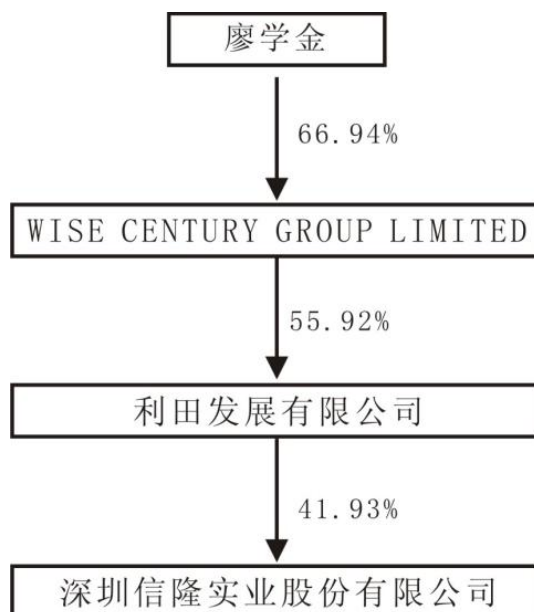 廖学金
66.94%
WISE CENTURY GROUP LIMITED
55.92%
利田发展有限公司
41.93%
深圳信隆实业股份有限公司